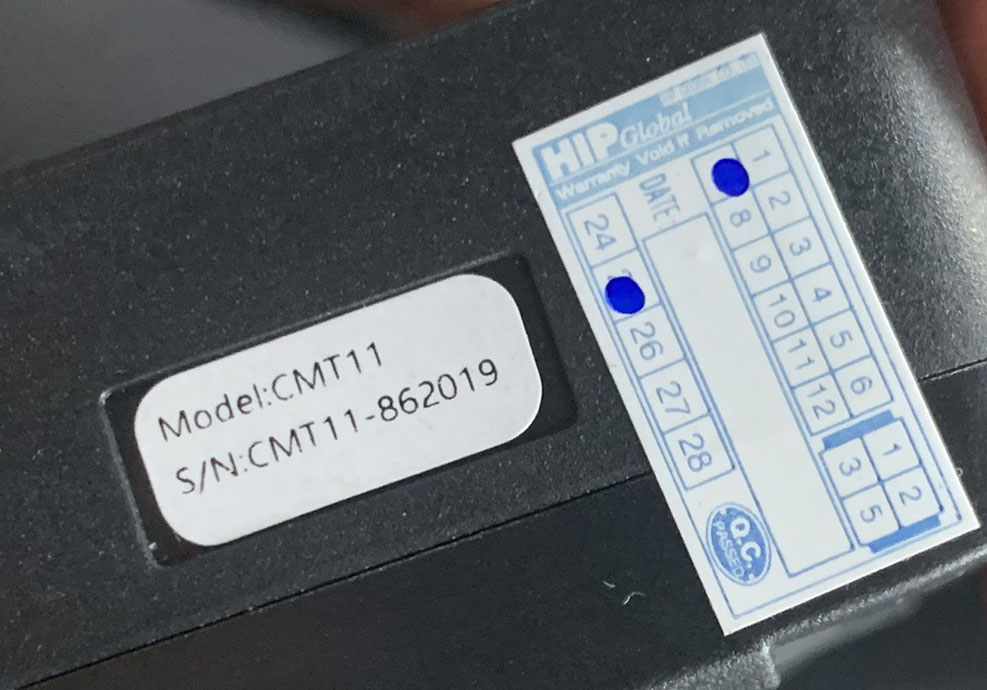 Model:CMT11
S/N:CMT11-862019
HIP Global
Warranty Void If Removed
DATE
24
26
27
28
1 2 3 4 5 6
8 9 10 11 12
1 2
3 5
Q.C.
PASSED